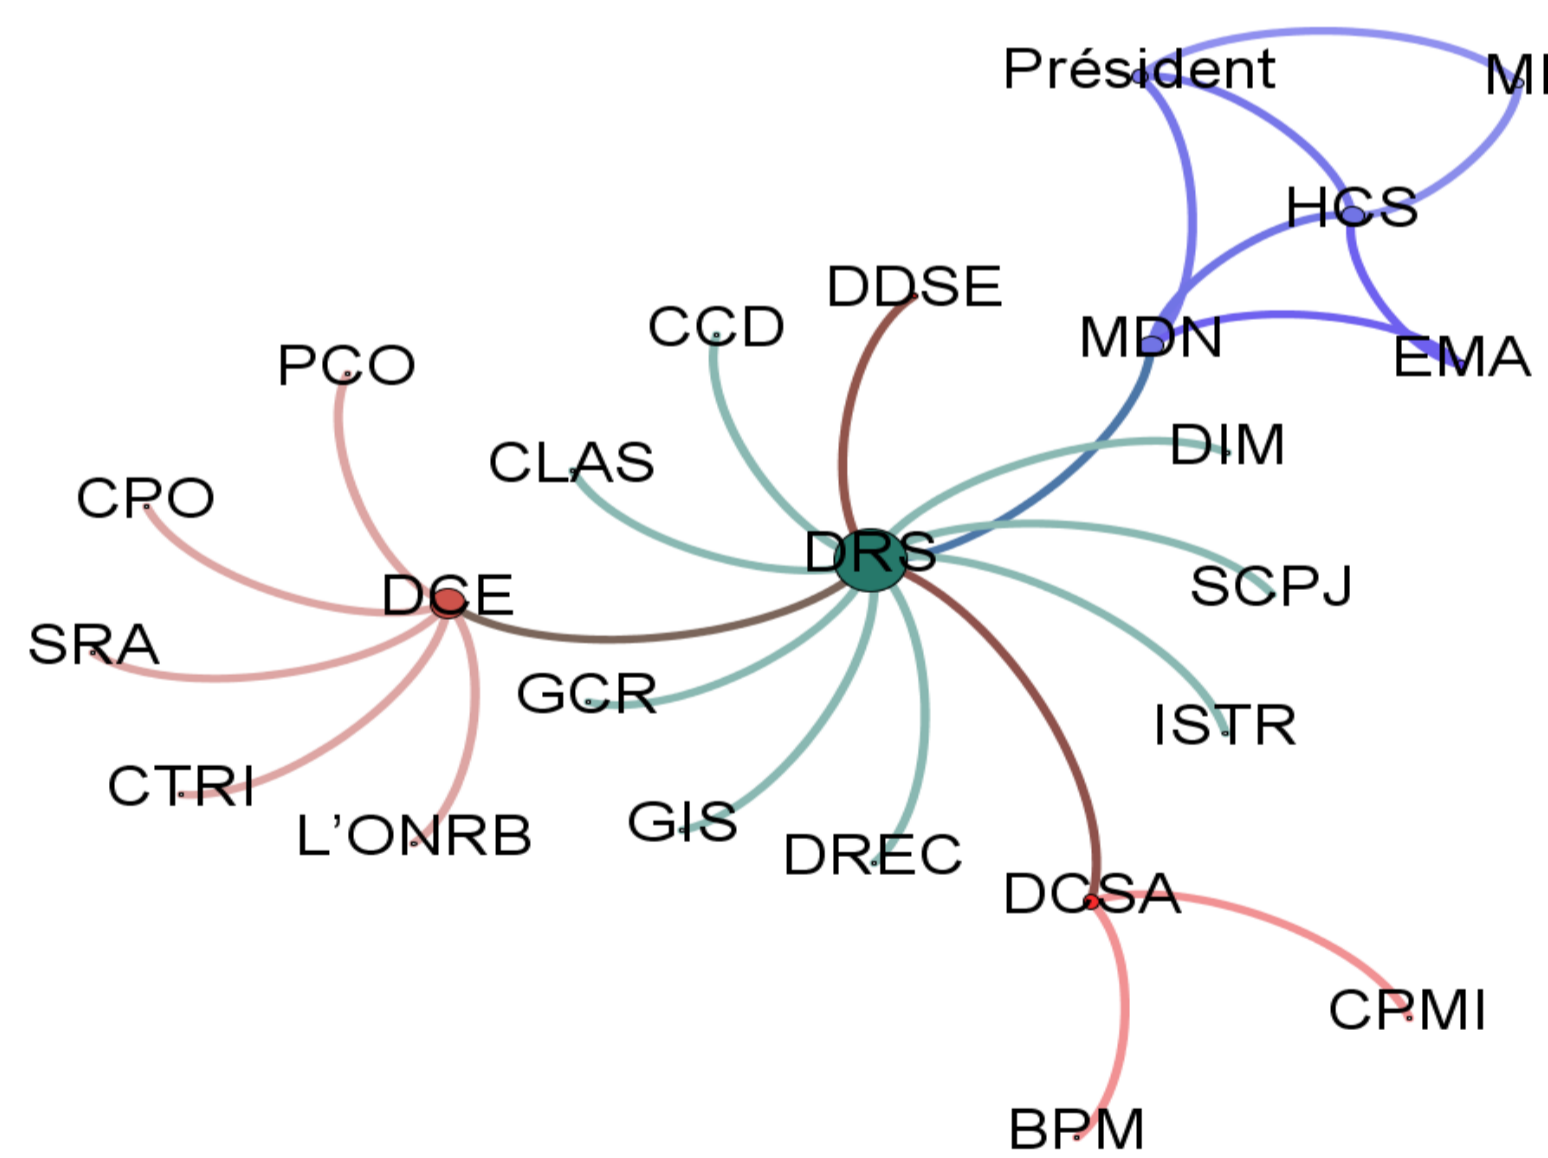 Président
MI
HCS
DDSE
CCD
MDN
EMA
PCO
DIM
CLAS
CPO
DRS
SCPJ
DCE
SRA
GCR
ISTR
CTRI
GIS
L’ONRB
DREC
DCSA
CPMI
BPM